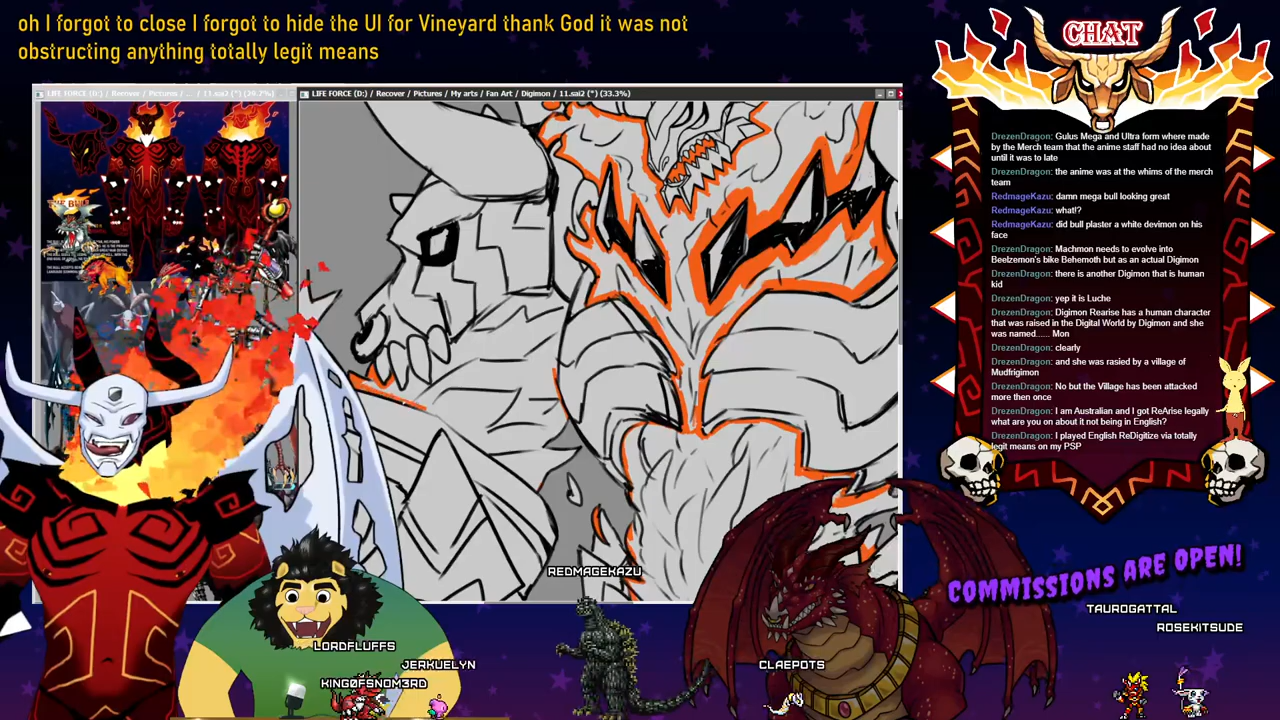 oh I forgot to close I forgot to hide the UI for Vineyard thank God it was not
obstructing anything totally legit means
LIFE FORCE (D:) / Recover / Pictures / ... / 11.sai2 (*) (29.7%)
LIFE FORCE (D:) / Recover / Pictures / My arts / Fan Art / Digimon / 11.sai2 (*) (33.3%)
CHAT
DrezenDragon: Gulus Mega and Ultra form where made
by the Merch team that the anime staff had no idea about
until it was to late
DrezenDragon: the anime was at the whims of the merch
team
RedmageKazu: damn mega bull looking great
RedmageKazu: what!?
RedmageKazu: did bull plaster a white devimon on his
face
DrezenDragon: Machmon needs to evolve into
Beelzemon's bike Behemoth but as an actual Digimon
DrezenDragon: there is another Digimon that is human
kid
DrezenDragon: yep it is Luche
DrezenDragon: Digimon Rearise has a human character
that was raised in the Digital World by Digimon and she
was named...... Mon
DrezenDragon: clearly
DrezenDragon: and she was rasied by a village of
Mudfrigimon
DrezenDragon: No but the Village has been attacked
more then once
DrezenDragon: I am Australian and I got ReArise legally
what are you on about it not being in English?
DrezenDragon: I played English ReDigitize via totally
legit means on my PSP
COMMISSIONS ARE OPEN!
REDMAGEKAZU
TAUROGATTAL
ROSEKITSUDE
LORDFLUFFS
JERKUELYN
CLAEPOTS
KINGOFSNOM3RD